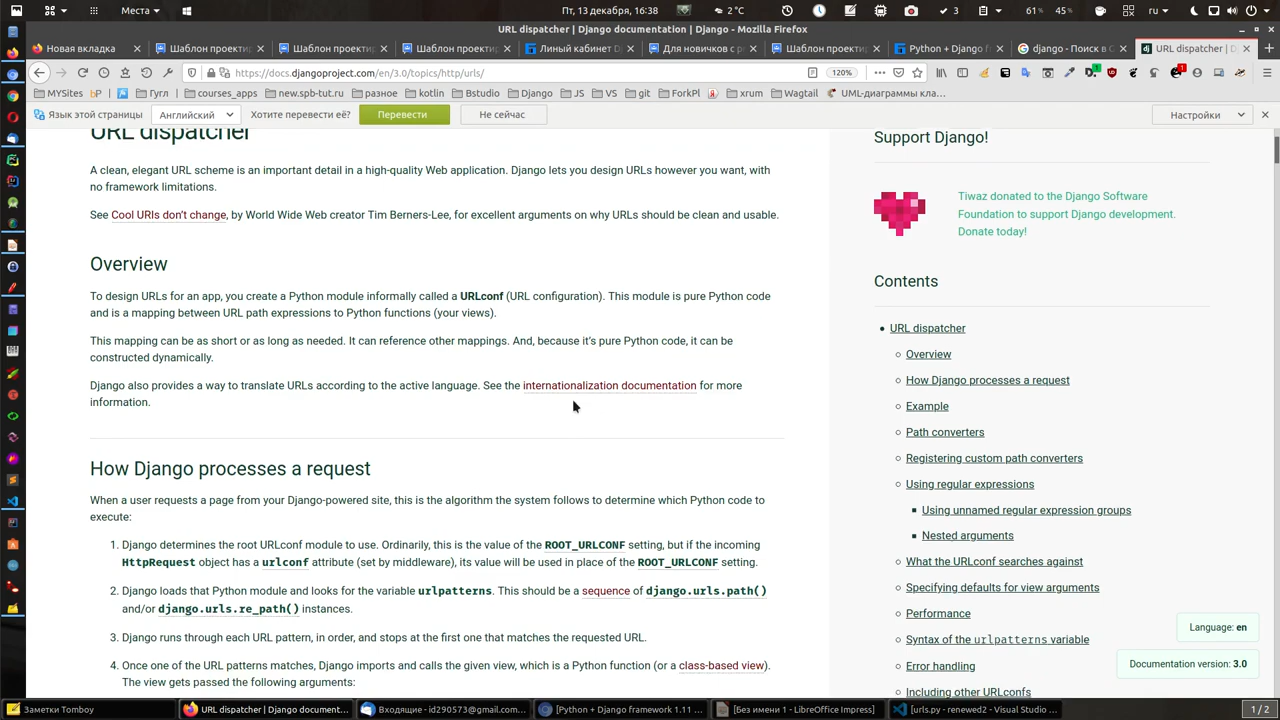 Места
Пт, 13 декабря, 16:38
2 °C
3
61%
45
ru
URL dispatcher | Django documentation | Django - Mozilla Firefox
Новая вкладка
Шаблон проектир
Шаблон проектир
Шаблон проекти
Линый кабинет D
Для новичков с ре
Шаблон проектир
Python + Django fr
django - Поиск в G
URL dispatcher | Dj
https://docs.djangoproject.com/en/3.0/topics/http/urls/
120%
MYSites
bP
Гугл
courses_apps
new.spb-tut.ru
разное
kotlin
Bstudio
Django
JS
VS
git
ForkPl
xrum
Wagtail
UML-диаграммы кла...
Язык этой страницы
Английский
Хотите перевести её?
Перевести
Не сейчас
Настройки
URL dispatcher
A clean, elegant URL scheme is an important detail in a high-quality Web application. Django lets you design URLs however you want, with
no framework limitations.
See Cool URIs don't change, by World Wide Web creator Tim Berners-Lee, for excellent arguments on why URLs should be clean and usable.
Overview
To design URLs for an app, you create a Python module informally called a URLconf (URL configuration). This module is pure Python code
and is a mapping between URL path expressions to Python functions (your views).
This mapping can be as short or as long as needed. It can reference other mappings. And, because it's pure Python code, it can be
constructed dynamically.
Django also provides a way to translate URLs according to the active language. See the internationalization documentation for more
information.
How Django processes a request
When a user requests a page from your Django-powered site, this is the algorithm the system follows to determine which Python code to
execute:
1. Django determines the root URLconf module to use. Ordinarily, this is the value of the ROOT_URLCONF setting, but if the incoming
HttpRequest object has a urlconf attribute (set by middleware), its value will be used in place of the ROOT_URLCONF setting.
2. Django loads that Python module and looks for the variable urlpatterns. This should be a sequence of django.urls.path()
and/or django.urls.re_path() instances.
3. Django runs through each URL pattern, in order, and stops at the first one that matches the requested URL.
4. Once one of the URL patterns matches, Django imports and calls the given view, which is a Python function (or a class-based view).
The view gets passed the following arguments:
Support Django!
Tiwaz donated to the Django Software
Foundation to support Django development.
Donate today!
Contents
URL dispatcher
Overview
How Django processes a request
Example
Path converters
Registering custom path converters
Using regular expressions
Using unnamed regular expression groups
Nested arguments
What the URLconf searches against
Specifying defaults for view arguments
Performance
Syntax of the urlpatterns variable
Error handling
Including other URLconfs
Language: en
Documentation version: 3.0
Заметки Tomboy
URL dispatcher | Django document...
Входящие - id290573@gmail.com...
[Python + Django framework 1.11 ...
[Без имени 1 - LibreOffice Impress]
[urls.py - renewed2 - Visual Studio ...
1 / 2